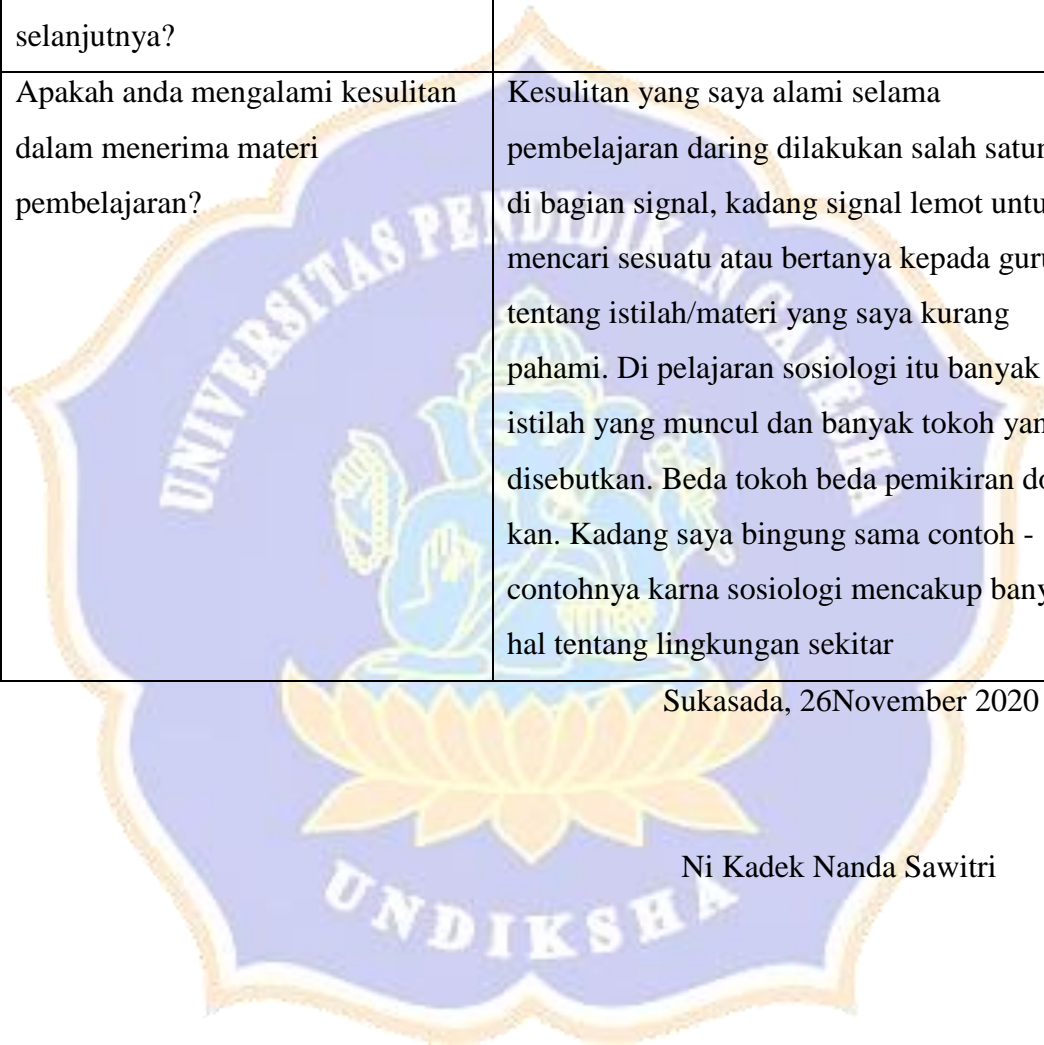 selanjutnya?
Apakah anda mengalami kesulitan
dalam menerima materi
pembelajaran?
Kesulitan yang saya alami selama
pembelajaran daring dilakukan salah satun
di bagian signal, kadang signal lemot untu
mencari sesuatu atau bertanya kepada guru
tentang istilah/materi yang saya kurang
pahami. Di pelajaran sosiologi itu banyak
istilah yang muncul dan banyak tokoh yan
disebutkan. Beda tokoh beda pemikiran do
kan. Kadang saya bingung sama contoh -
contohnya karna sosiologi mencakup bany
hal tentang lingkungan sekitar
Sukasada, 26November 2020
Ni Kadek Nanda Sawitri
UNIVERSITAS PENDIDIKAN GANESHA
UNDIKSHA